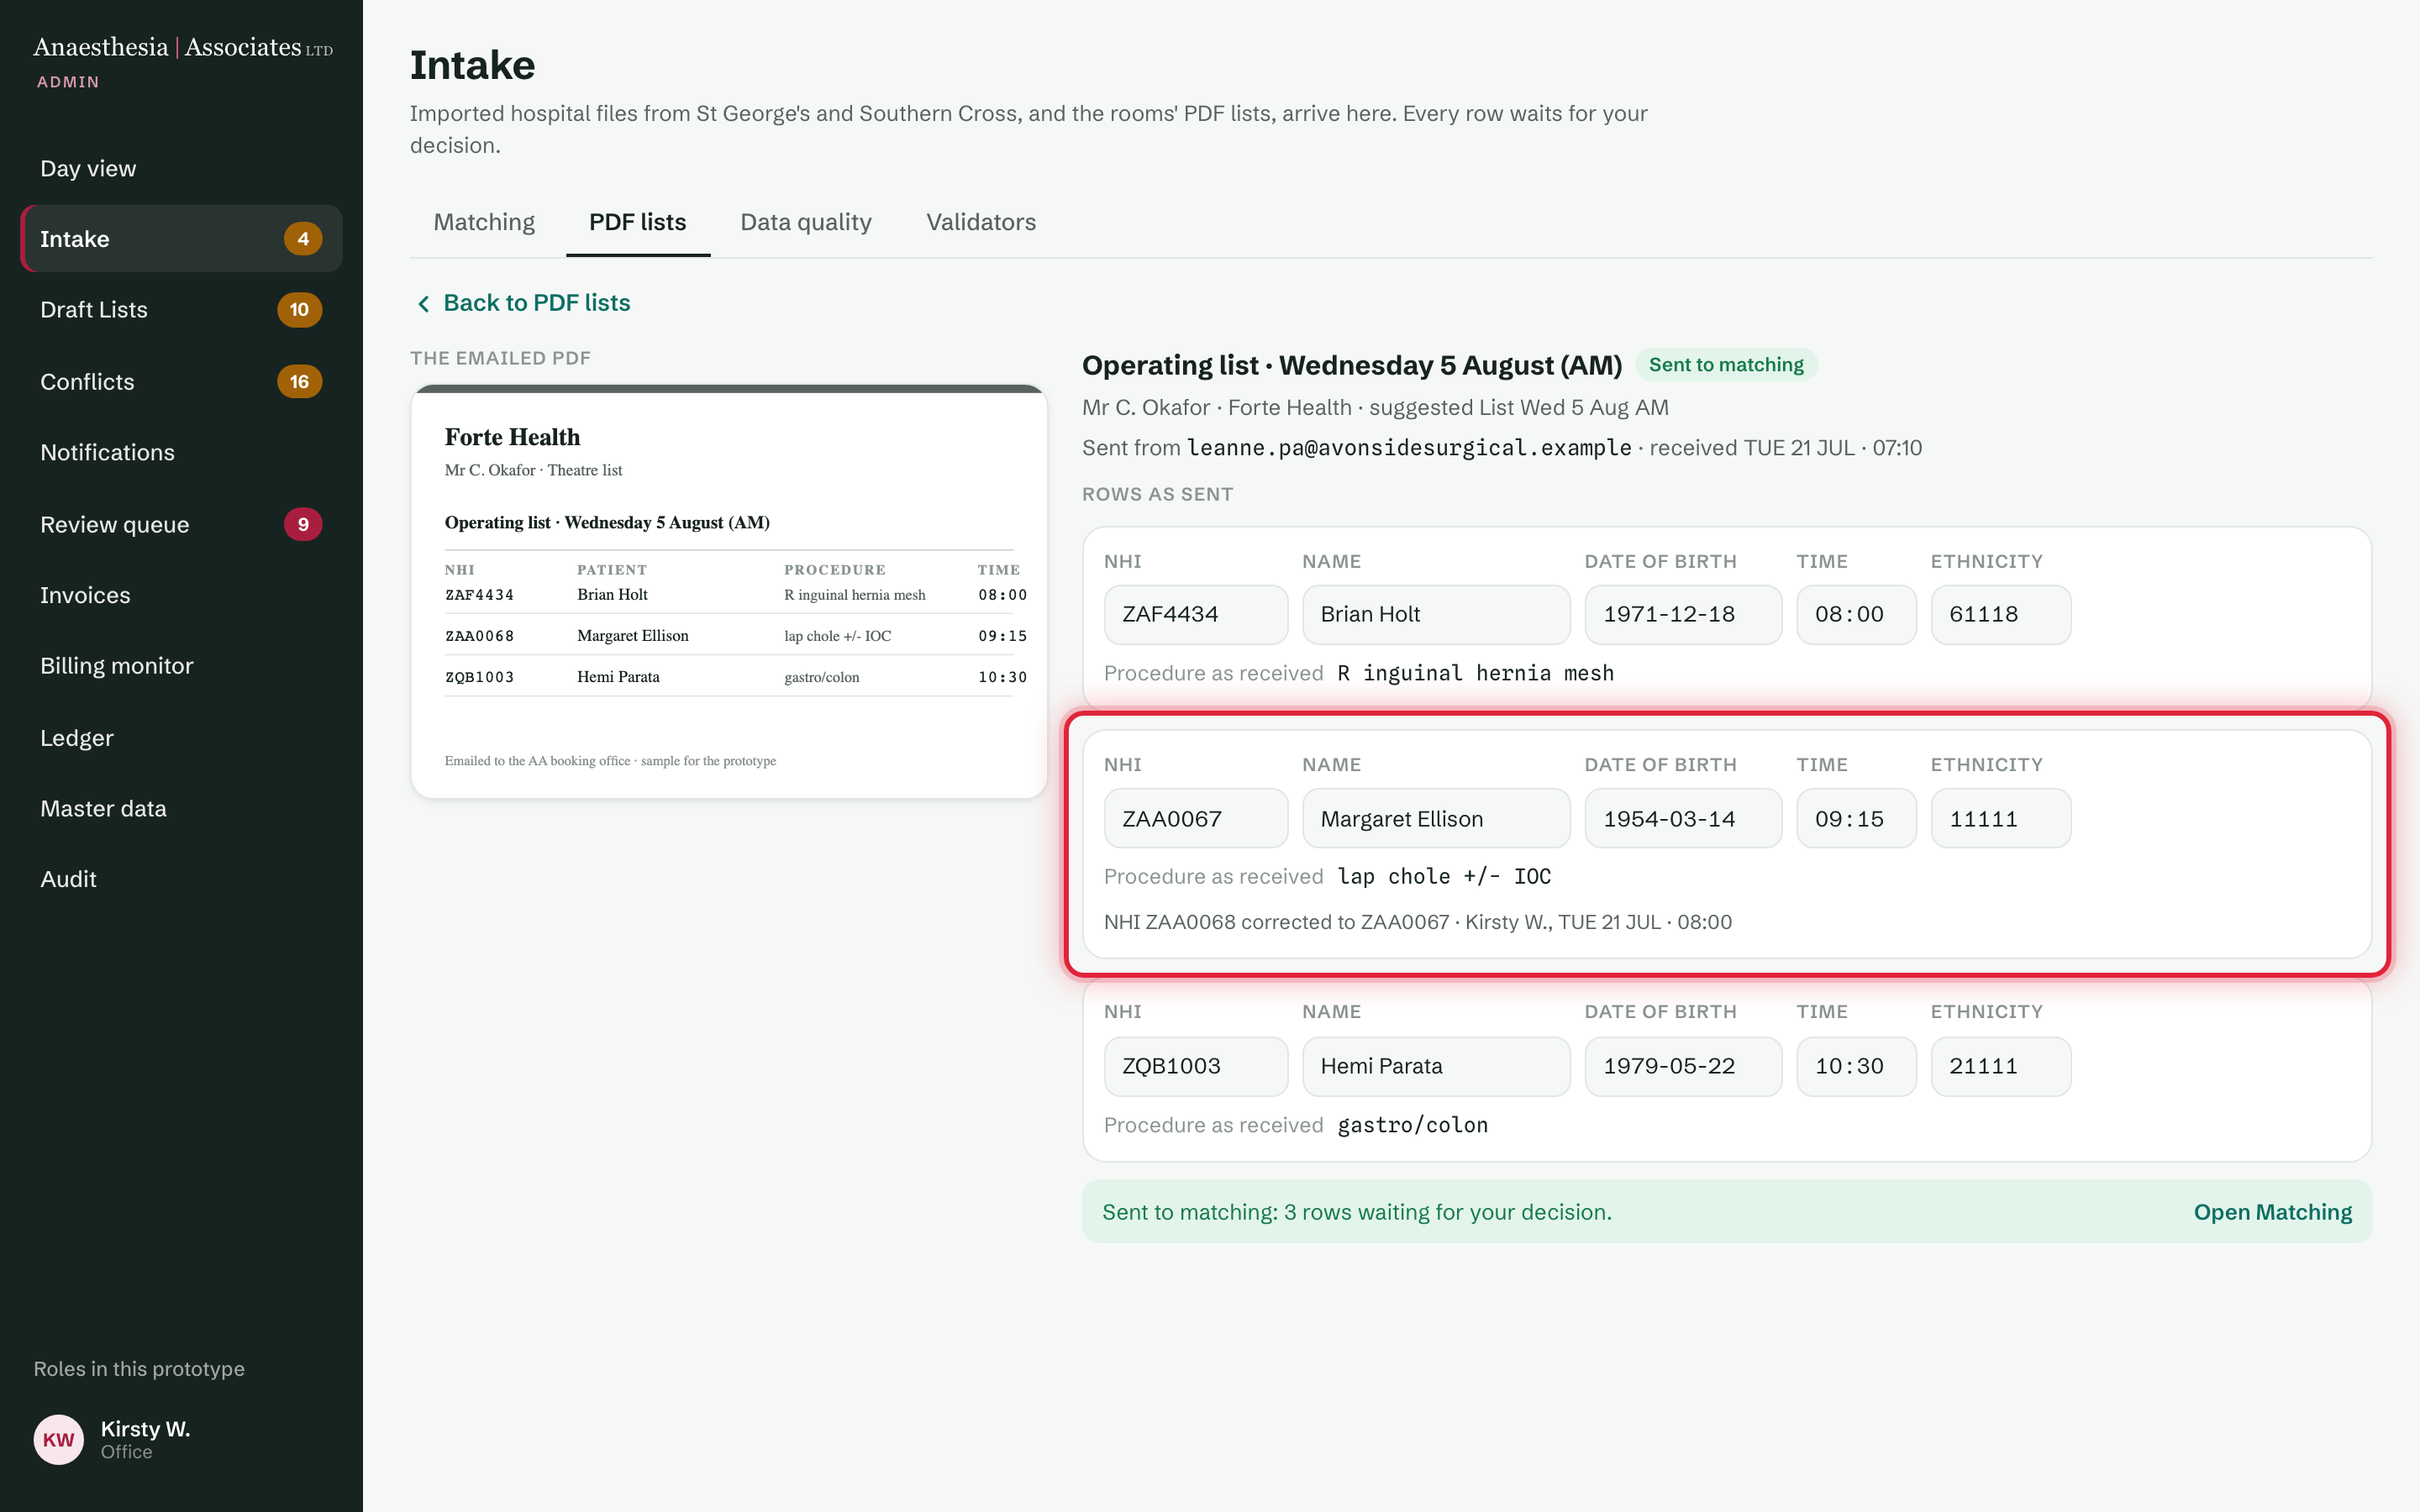 Anaesthesia | Associates LTD
ADMIN
Day view
Intake 4
Draft Lists 10
Conflicts 16
Notifications
Review queue 9
Invoices
Billing monitor
Ledger
Master data
Audit
Roles in this prototype
KW
Kirsty W.
Office
Intake
Imported hospital files from St George's and Southern Cross, and the rooms' PDF lists, arrive here. Every row waits for your
decision.
Matching PDF lists Data quality Validators
Back to PDF lists
THE EMAILED PDF
Forte Health
Mr C. Okafor · Theatre list
Operating list · Wednesday 5 August (AM)
NHI PATIENT PROCEDURE TIME
ZAF4434 Brian Holt R inguinal hernia mesh 08:00
ZAA0068 Margaret Ellison lap chole +/- IOC 09:15
ZQB1003 Hemi Parata gastro/colon 10:30
Emailed to the AA booking office · sample for the prototype
Operating list · Wednesday 5 August (AM) Sent to matching
Mr C. Okafor · Forte Health · suggested List Wed 5 Aug AM
Sent from leanne.pa@avonsidesurgical.example · received TUE 21 JUL · 07:10
ROWS AS SENT
NHI NAME DATE OF BIRTH TIME ETHNICITY
ZAF4434 Brian Holt 1971-12-18 08:00 61118
Procedure as received R inguinal hernia mesh
NHI NAME DATE OF BIRTH TIME ETHNICITY
ZAA0067 Margaret Ellison 1954-03-14 09:15 11111
Procedure as received lap chole +/- IOC
NHI ZAA0068 corrected to ZAA0067 · Kirsty W., TUE 21 JUL · 08:00
NHI NAME DATE OF BIRTH TIME ETHNICITY
ZQB1003 Hemi Parata 1979-05-22 10:30 21111
Procedure as received gastro/colon
Sent to matching: 3 rows waiting for your decision. Open Matching